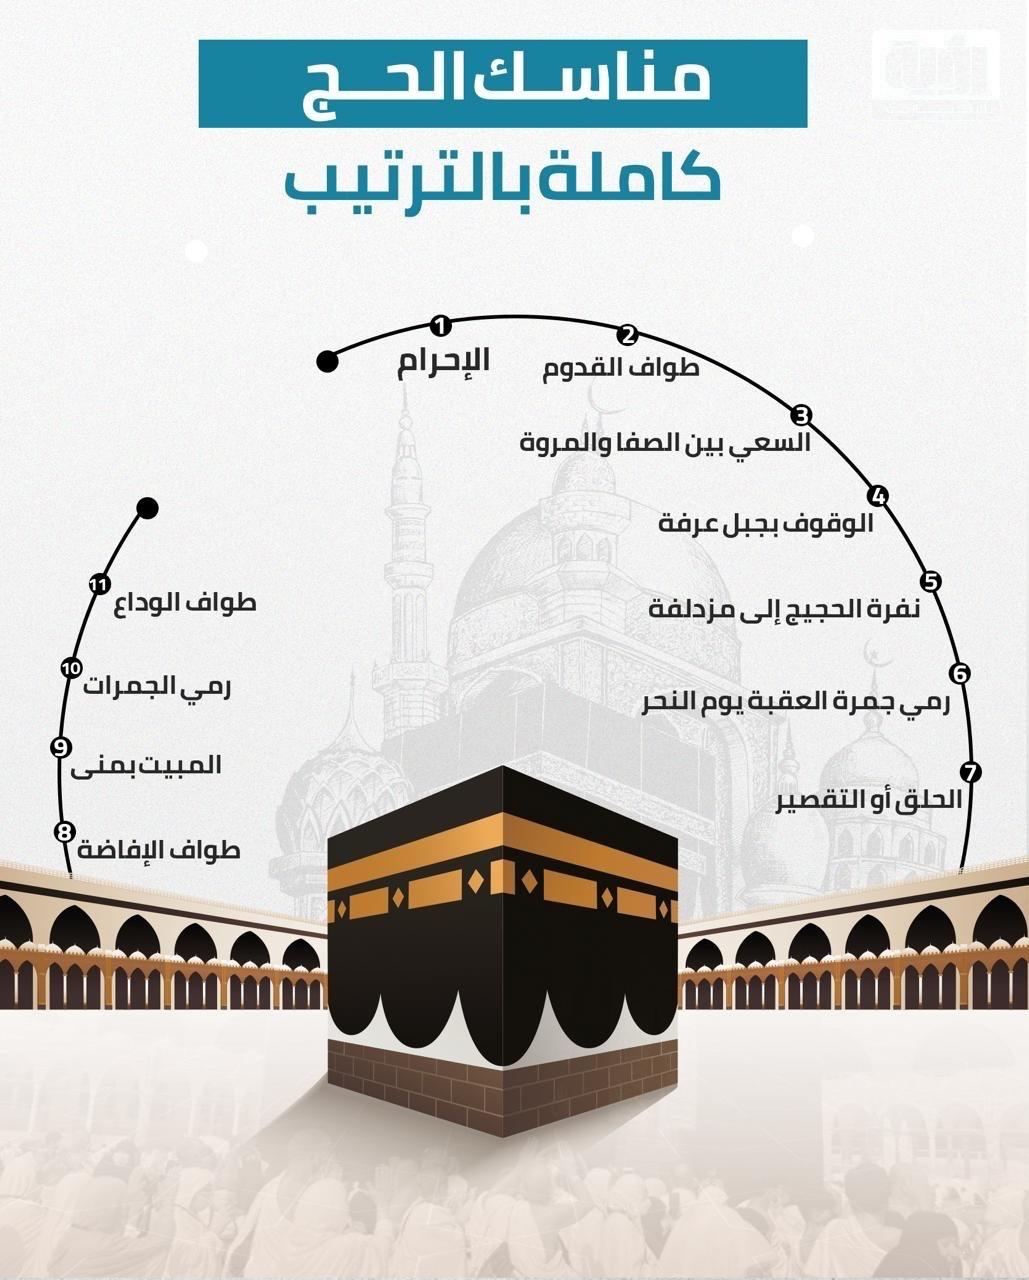 مناسك الحج
كاملة بالترتيب
1
الإحرام
2
طواف القدوم
3
السعي بين الصفا والمروة
4
الوقوف بجبل عرفة
5
نفرة الحجيج إلى مزدلفة
6
رمي جمرة العقبة يوم النحر
7
الحلق أو التقصير
8
طواف الإفاضة
9
المبيت بمنى
10
رمي الجمرات
11
طواف الوداع